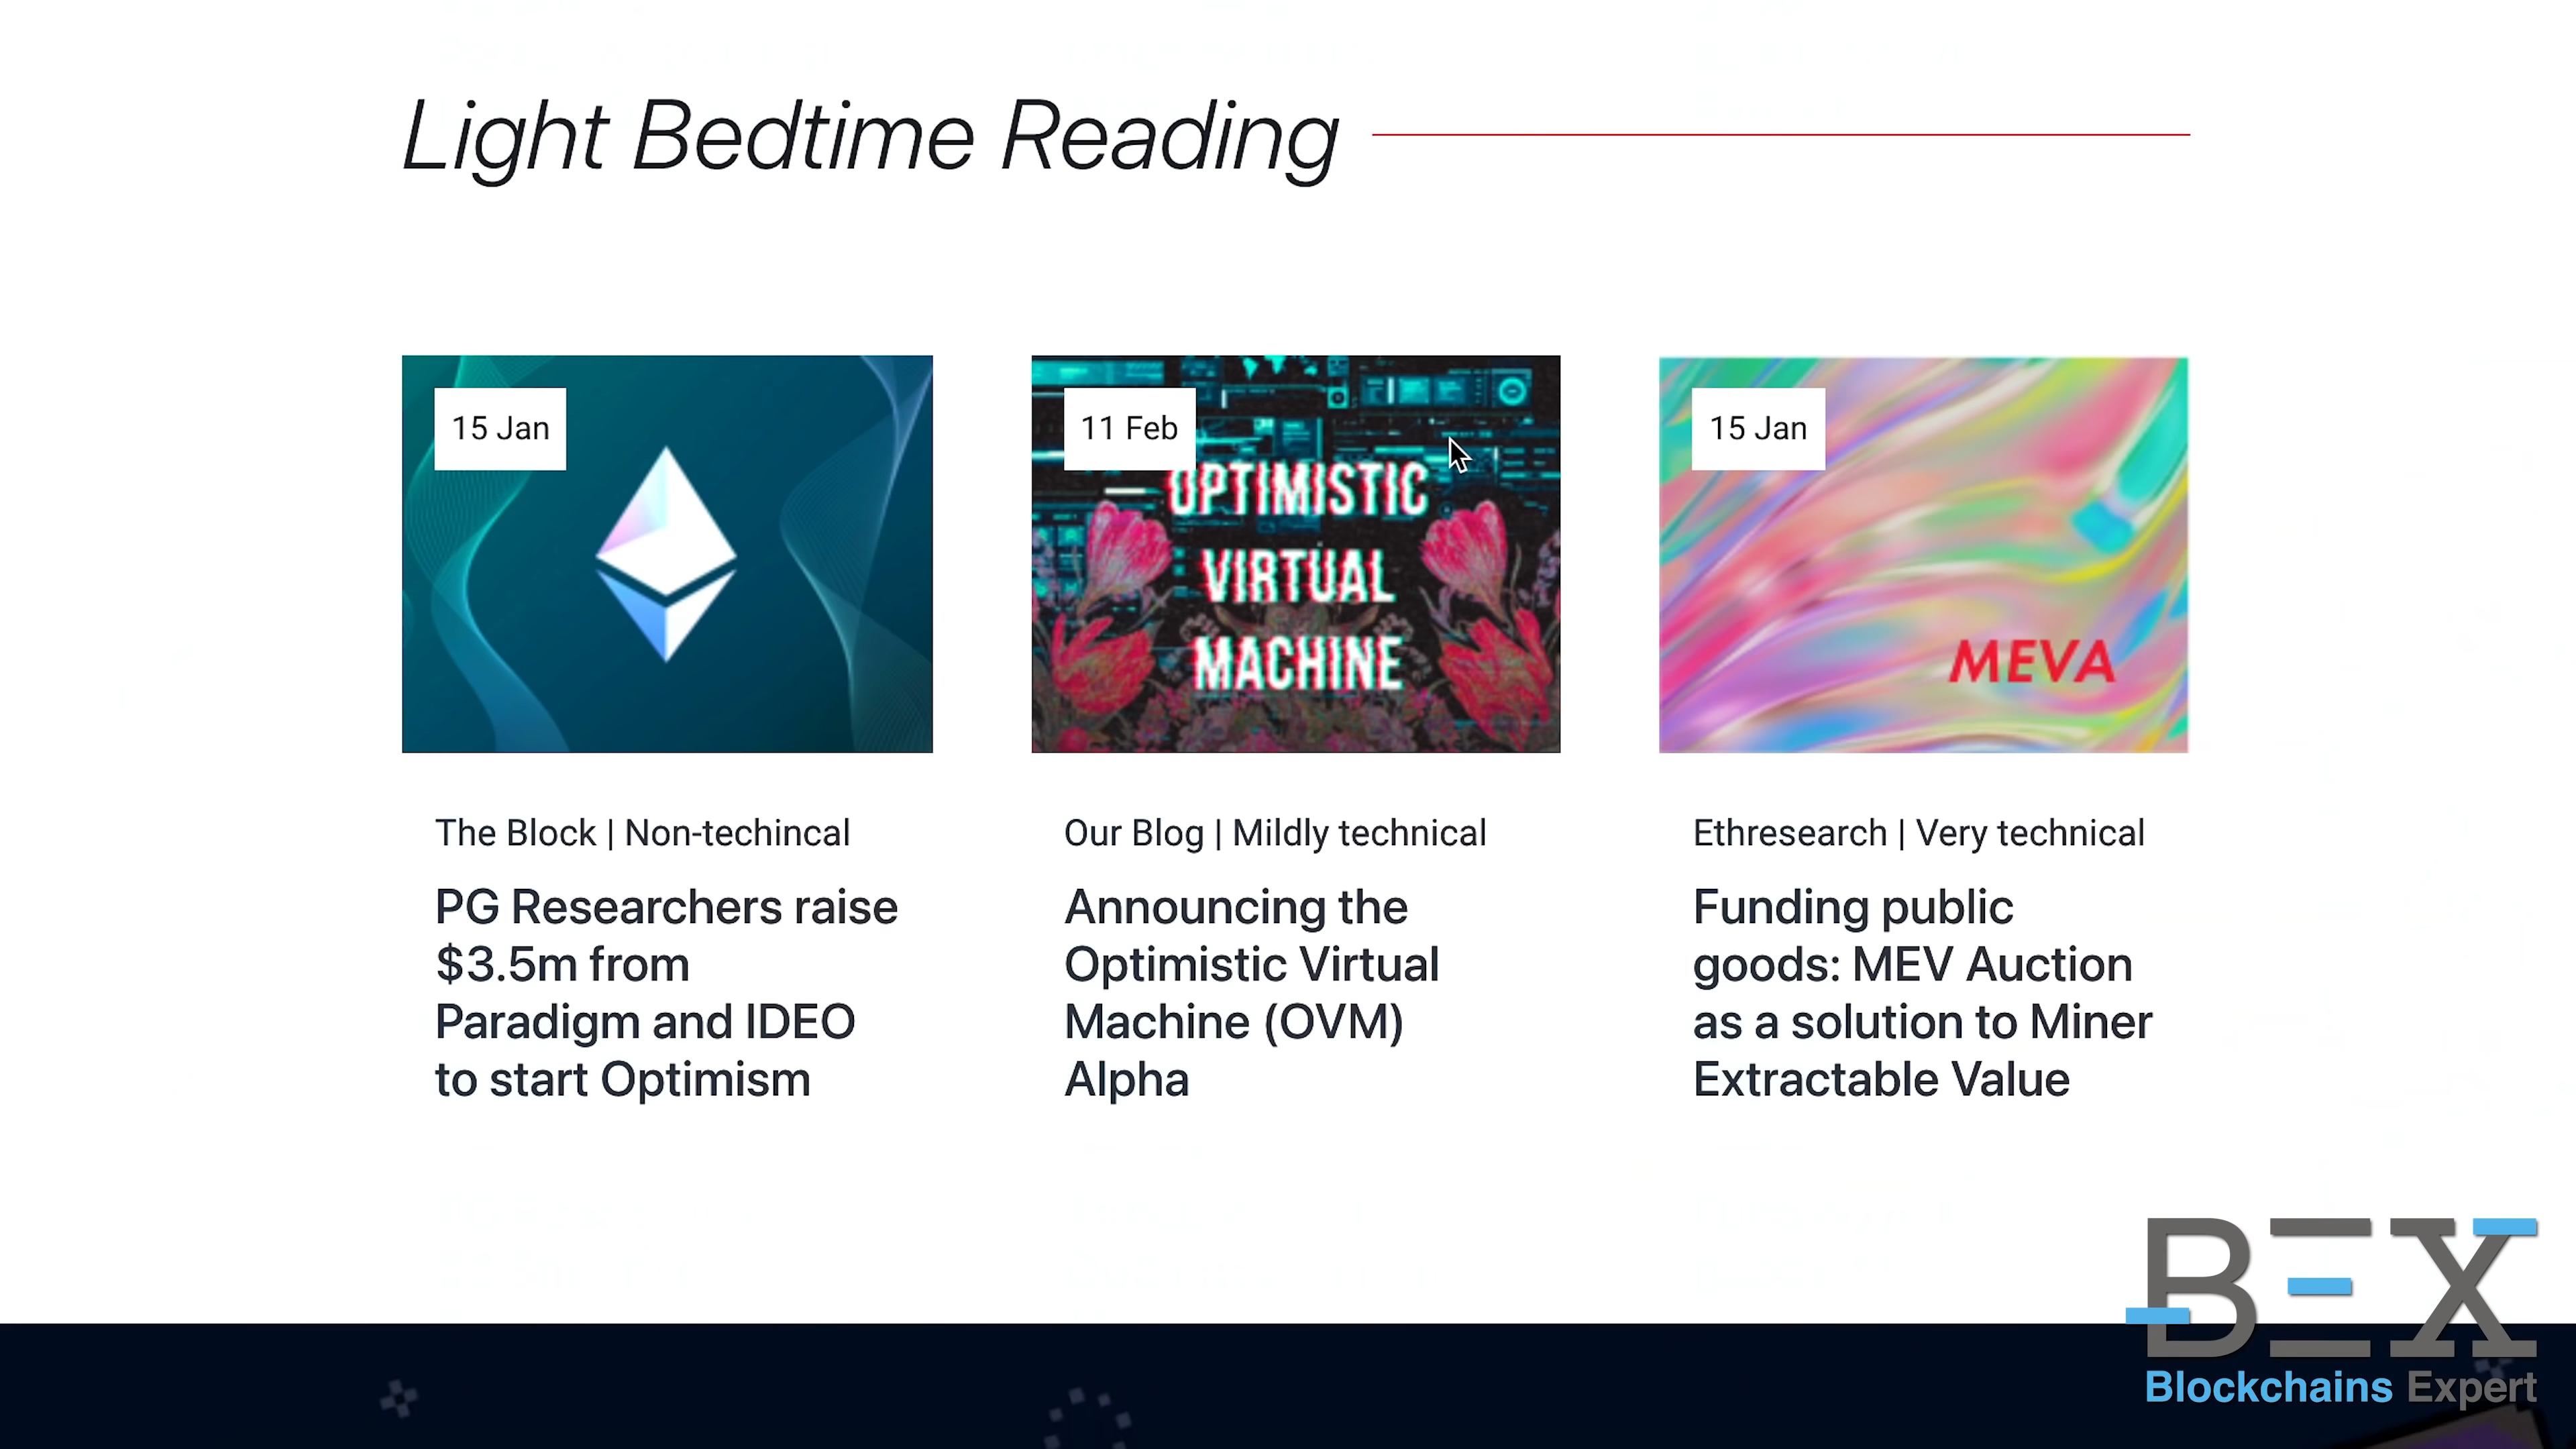 Light Bedtime Reading
15 Jan
The Block | Non-techincal
PG Researchers raise
$3.5m from
Paradigm and IDEO
to start Optimism
11 Feb
OPTIMISTIC
VIRTUAL
MACHINE
Our Blog | Mildly technical
Announcing the
Optimistic Virtual
Machine (OVM)
Alpha
15 Jan
MEVA
Ethresearch | Very technical
Funding public
goods: MEV Auction
as a solution to Miner
Extractable Value
BEX
Blockchains Expert